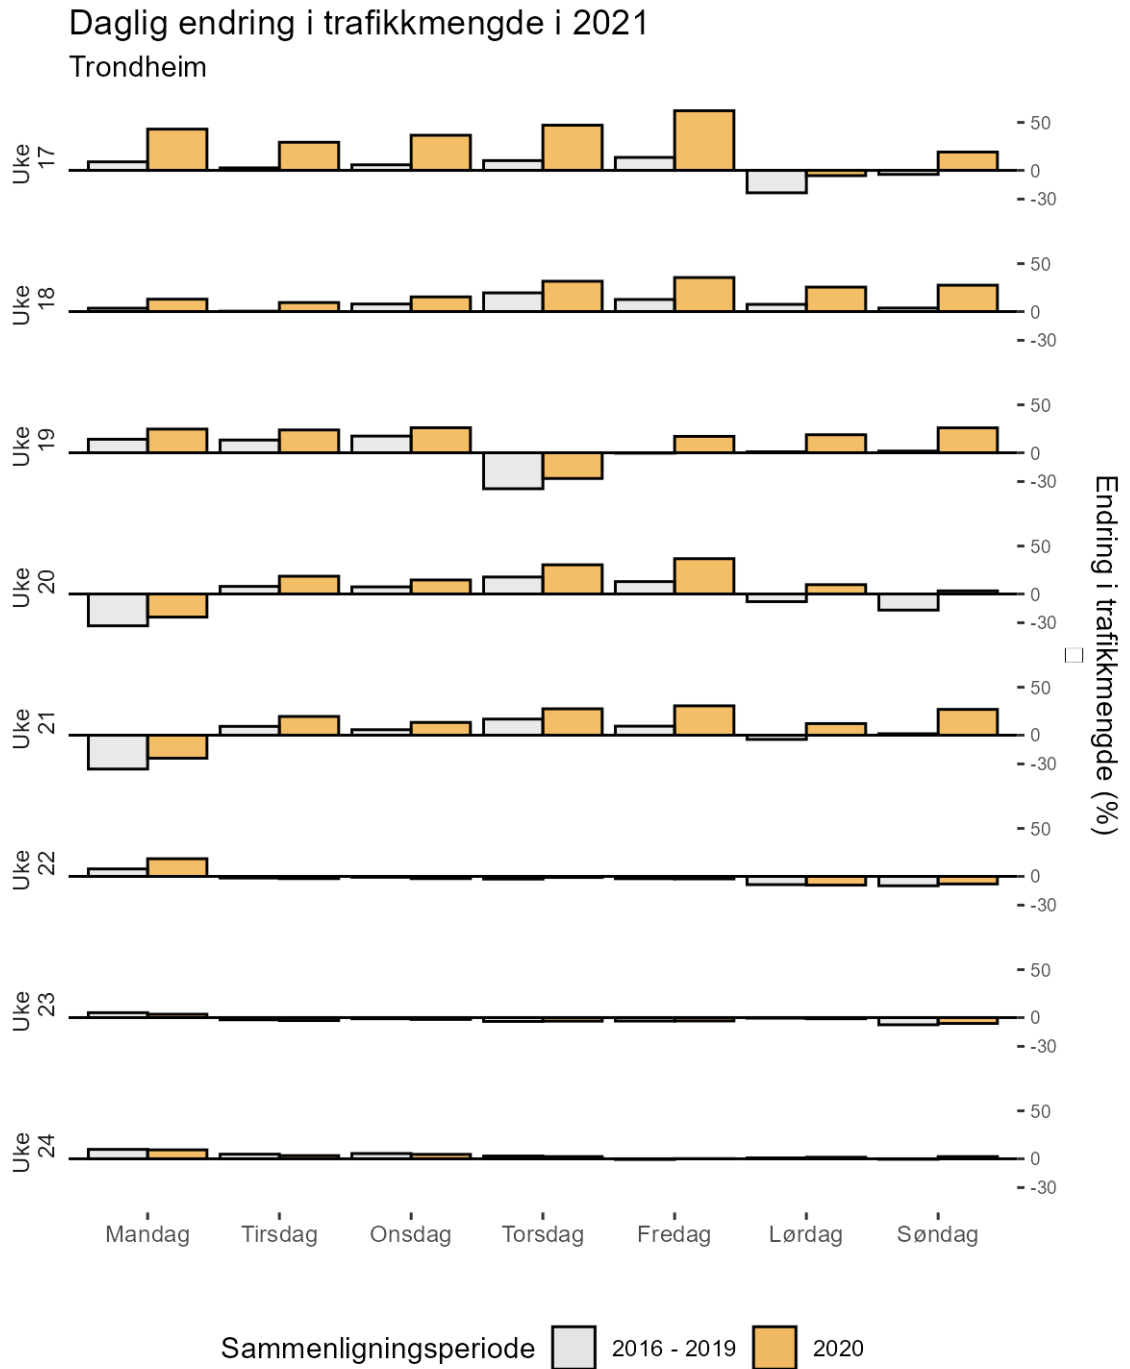 Daglig endring i trafikkmengde i 2021
Trondheim
Uke
17
50
0
-30
Uke
18
50
0
-30
Uke
19
50
0
-30
Uke
20
50
0
-30
Uke
21
50
0
-30
Uke
22
50
0
-30
Uke
23
50
0
-30
Uke
24
50
0
-30
Endring i trafikkmengde (%)
Mandag Tirsdag Onsdag Torsdag Fredag Lørdag Søndag
Sammenligningsperiode 2016 - 2019 2020